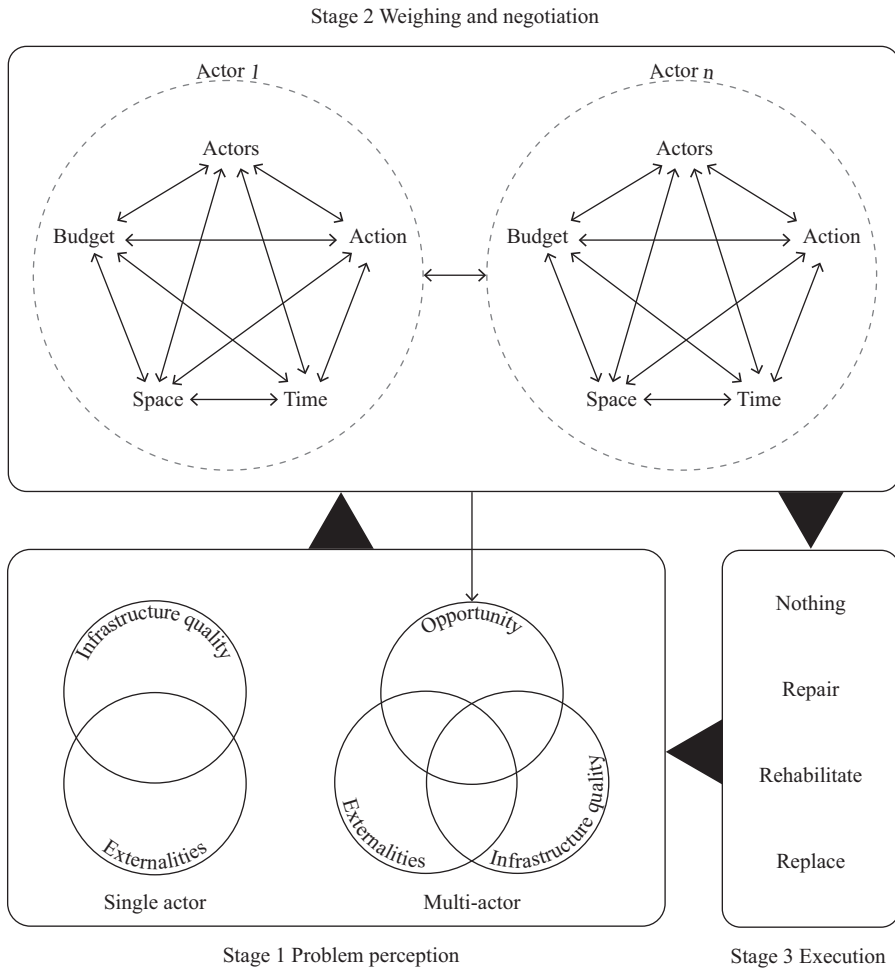 Stage 2 Weighing and negotiation
Actor 1
Actors
Budget
Action
Space
Time
Actor n
Actors
Budget
Action
Space
Time
Infrastructure quality
Externalities
Single actor
Opportunity
Externalities
Infrastructure quality
Multi-actor
Stage 1 Problem perception
Nothing
Repair
Rehabilitate
Replace
Stage 3 Execution